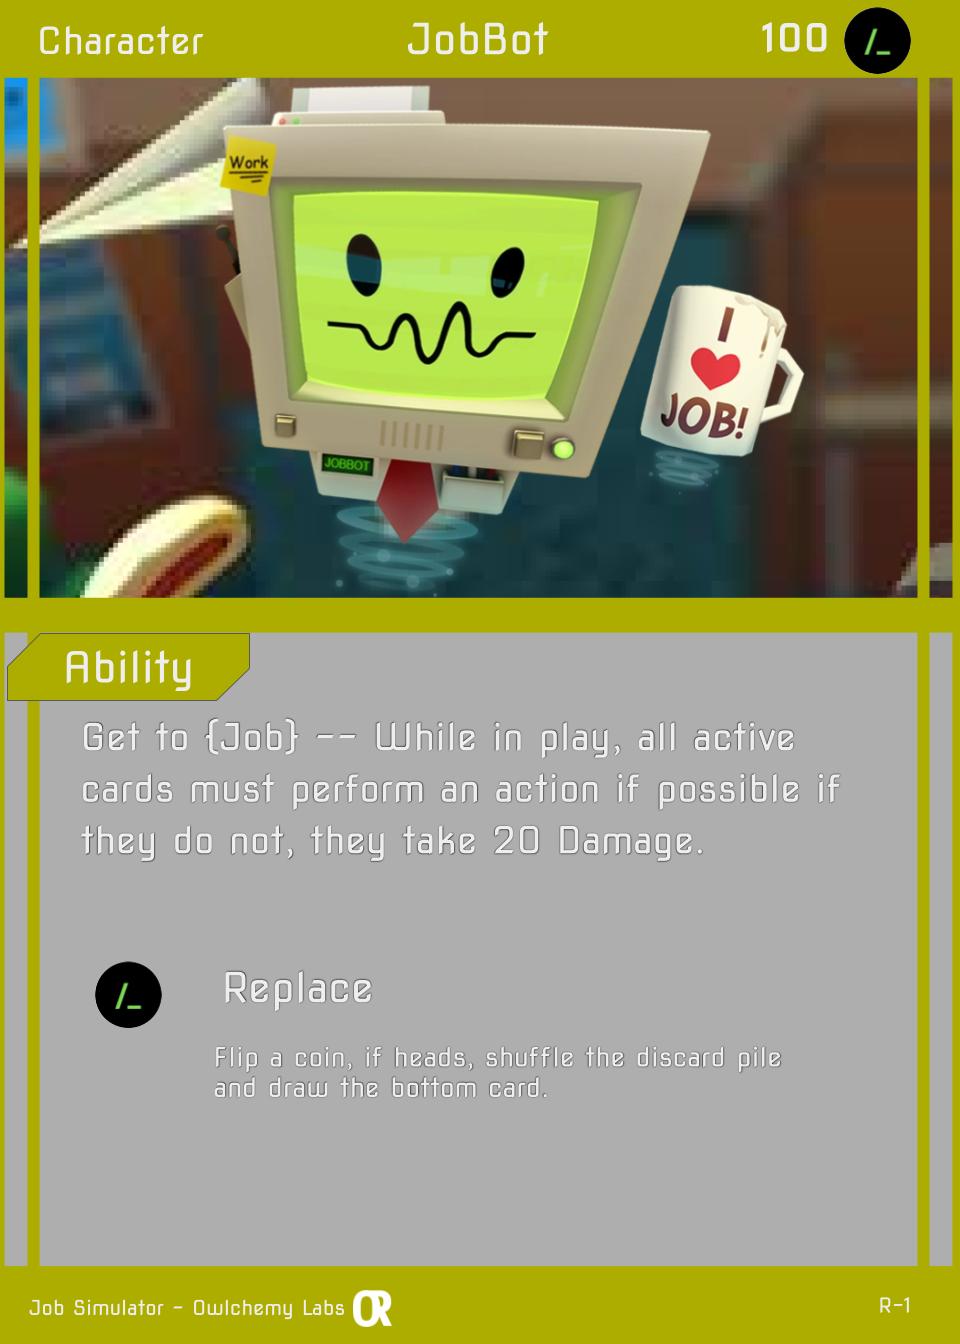 Character
JobBot
100
/_
Work
I
JOB!
JOBBOT
Ability
Get to {Job} -- While in play, all active
cards must perform an action if possible if
they do not, they take 20 Damage.
/_
Replace
Flip a coin, if heads, shuffle the discard pile
and draw the bottom card.
Job Simulator - Owlchemy Labs OR
R-1